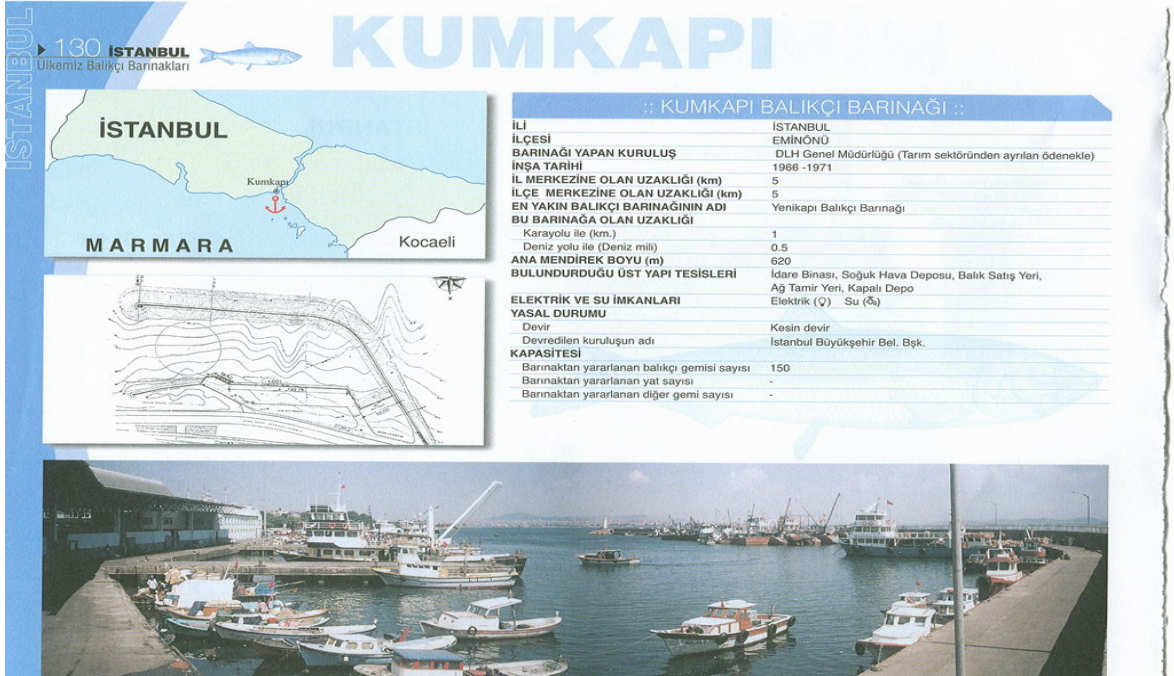 İSTANBUL
130 İSTANBUL
Ülkemiz Balıkçı Barınakları
KUMKAPI
İSTANBUL
Kumkapı
MARMARA
Kocaeli
:: KUMKAPI BALIKÇI BARINAĞI ::
İLİ İSTANBUL
İLÇESİ EMİNÖNÜ
BARINAĞI YAPAN KURULUŞ DLH Genel Müdürlüğü (Tarım sektöründen ayrılan ödenekle)
İNŞA TARİHİ 1966 -1971
İL MERKEZİNE OLAN UZAKLIĞI (km) 5
İLÇE MERKEZİNE OLAN UZAKLIĞI (km) 5
EN YAKIN BALIKÇI BARINAĞININ ADI Yenikapı Balıkçı Barınağı
BU BARINAĞA OLAN UZAKLIĞI
Karayolu ile (km.) 1
Deniz yolu ile (Deniz mili) 0.5
ANA MENDİREK BOYU (m) 620
BULUNDURDUĞU ÜST YAPI TESİSLERİ İdare Binası, Soğuk Hava Deposu, Balık Satış Yeri,
Ağ Tamir Yeri, Kapalı Depo
ELEKTRİK VE SU İMKANLARI Elektrik Su
YASAL DURUMU
Devir Kesin devir
Devredilen kuruluşun adı İstanbul Büyükşehir Bel. Bşk.
KAPASİTESİ
Barınaktan yararlanan balıkçı gemisi sayısı 150
Barınaktan yararlanan yat sayısı -
Barınaktan yararlanan diğer gemi sayısı -